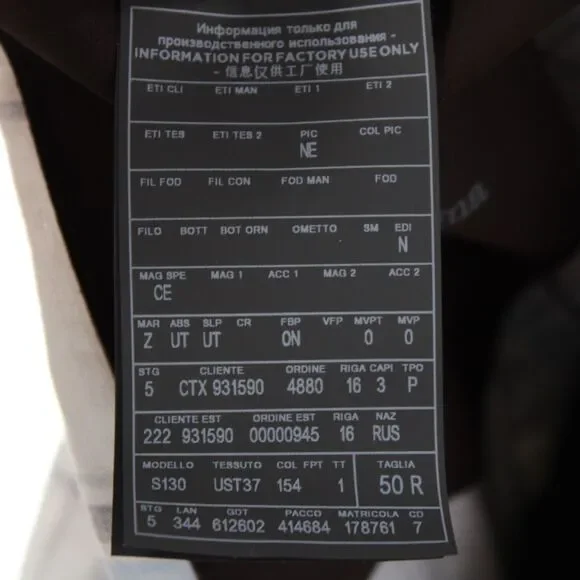 Информация только для
производственного использования -
INFORMATION FOR FACTORY USE ONLY
- 信息仅供工厂使用
ETI CLI ETI MAN ETI 1 ETI 2
ETI TES ETI TES 2 PIC COL PIC
NE
FIL FOD FIL CON FOD MAN FOD
FILO BOTT BOT ORN OMETTO SM EDI
N
MAG SPE MAG 1 ACC 1 MAG 2 ACC 2
CE
MAR ABS SLP CR FBP VFP MVPT MVP
Z UT UT ON 0 0
STG CLIENTE ORDINE RIGA CAPI TPO
5 CTX 931590 4880 16 3 P
CLIENTE EST ORDINE EST RIGA NAZ
222 931590 00000945 16 RUS
MODELLO TESSUTO COL FPT TT TAGLIA
S130 UST37 154 1 50 R
STG LAN GDT PACCO MATRICOLA CD
5 344 612602 414684 178761 7